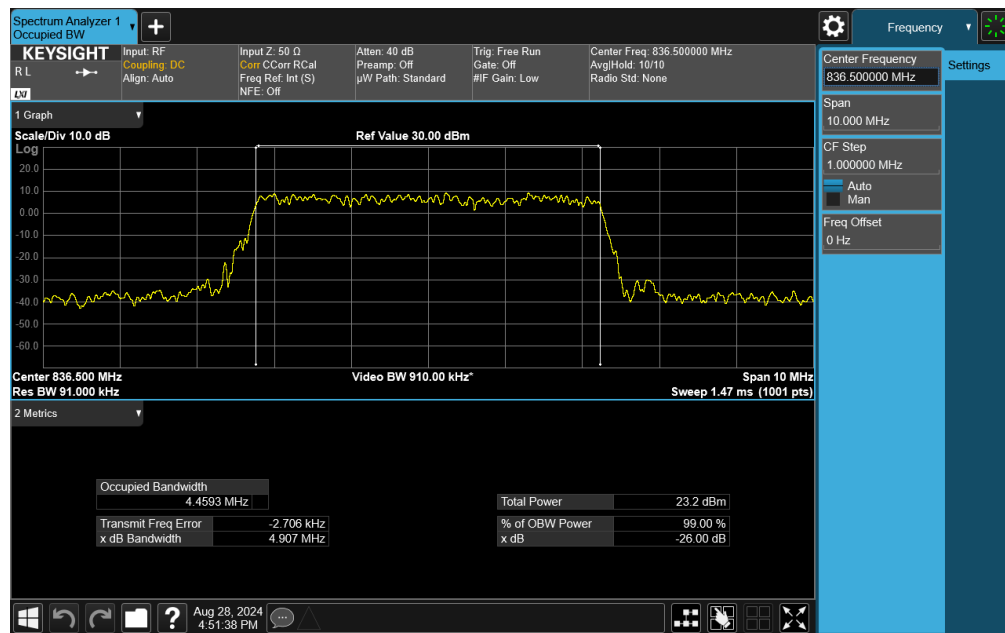 Spectrum Analyzer 1
Occupied BW
Frequency
KEYSIGHT
R L
LXI
Input: RF
Coupling: DC
Align: Auto
Input Z: 50 Ω
Corr CCorr RCal
Freq Ref: Int (S)
NFE: Off
Atten: 40 dB
Preamp: Off
µW Path: Standard
Trig: Free Run
Gate: Off
#IF Gain: Low
Center Freq: 836.500000 MHz
Avg|Hold: 10/10
Radio Std: None
Center Frequency
836.500000 MHz
Settings
Span
10.000 MHz
CF Step
1.000000 MHz
Auto
Man
Freq Offset
0 Hz
1 Graph
Scale/Div 10.0 dB
Ref Value 30.00 dBm
Log
20.0
10.0
0.00
-10.0
-20.0
-30.0
-40.0
-50.0
-60.0
Center 836.500 MHz
Video BW 910.00 kHz*
Span 10 MHz
Res BW 91.000 kHz
Sweep 1.47 ms (1001 pts)
2 Metrics
Occupied Bandwidth
4.4593 MHz
Total Power 23.2 dBm
Transmit Freq Error -2.706 kHz
% of OBW Power 99.00 %
x dB Bandwidth 4.907 MHz
x dB -26.00 dB
?
Aug 28, 2024
4:51:38 PM